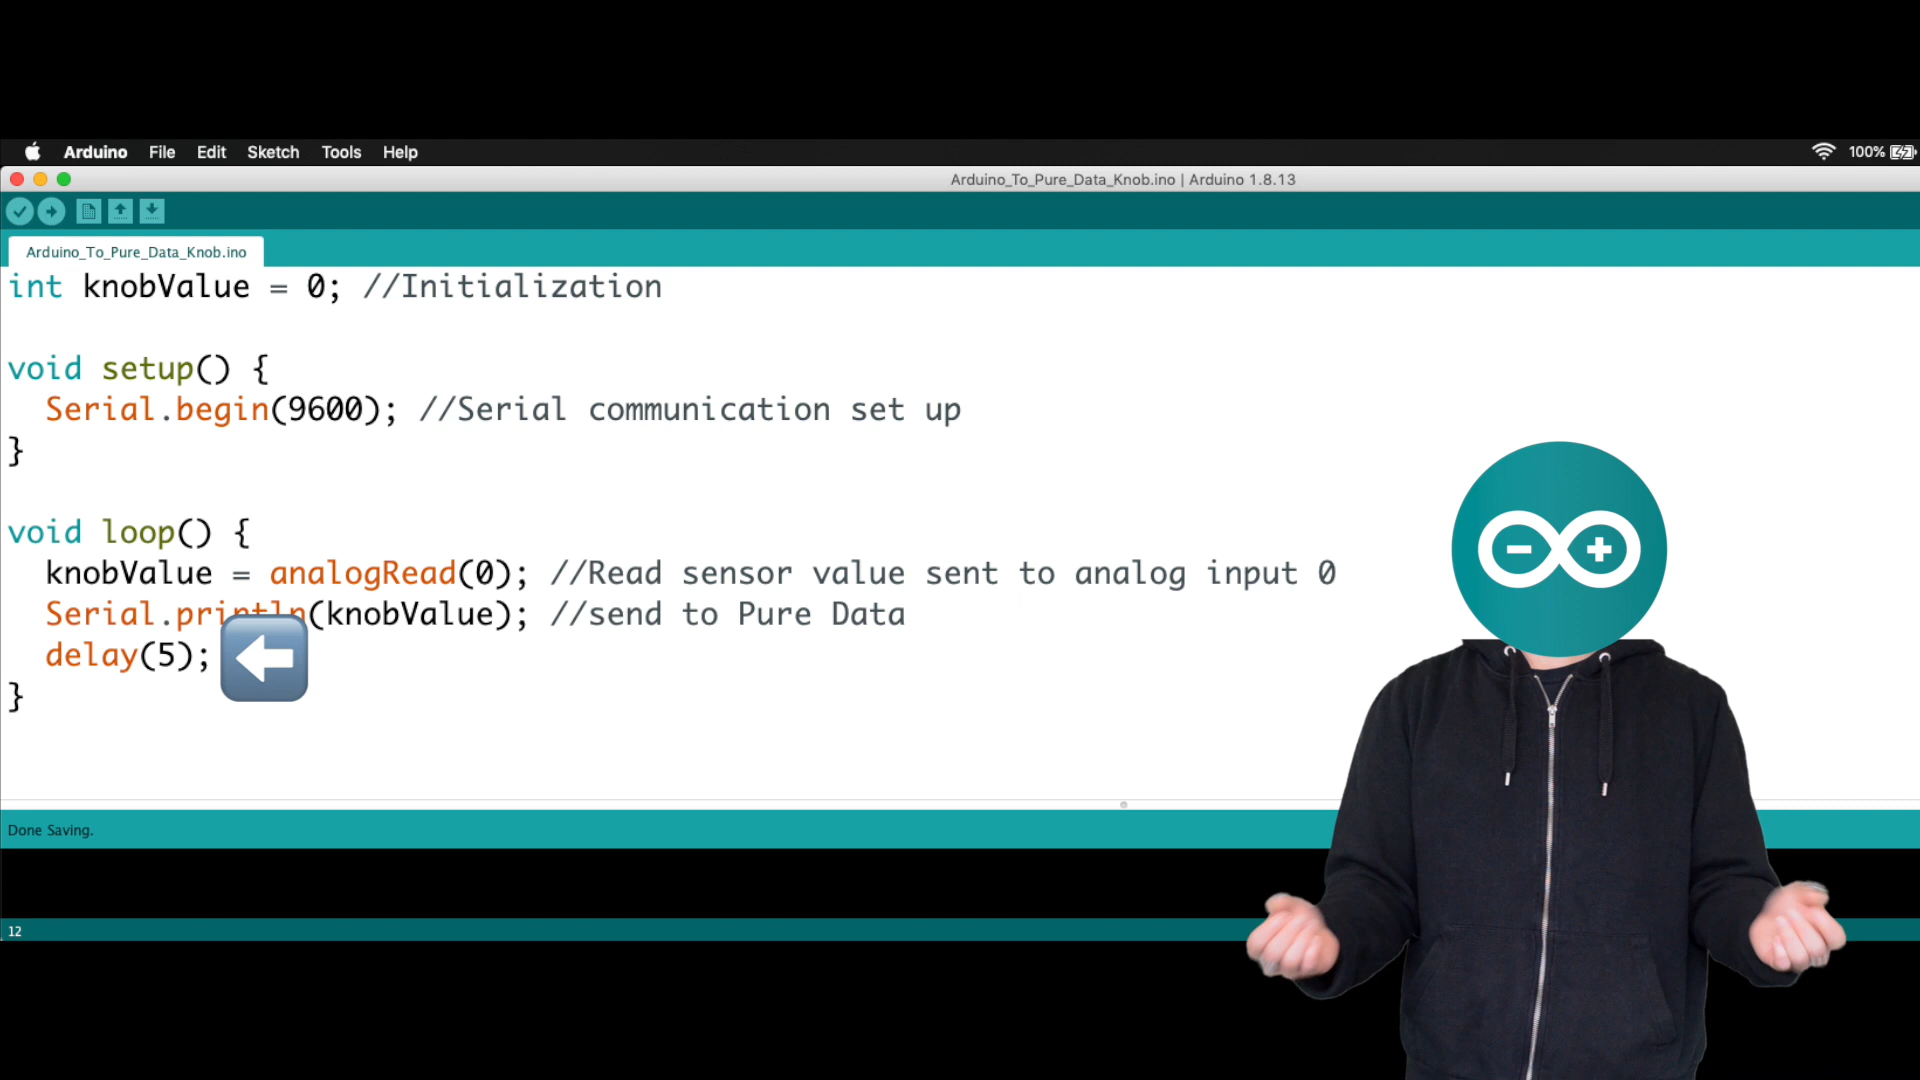 Arduino File Edit Sketch Tools Help 100%
Arduino_To_Pure_Data_Knob.ino | Arduino 1.8.13
Arduino_To_Pure_Data_Knob.ino
int knobValue = 0; //Initialization
void setup() {
Serial.begin(9600); //Serial communication set up
}
void loop() {
knobValue = analogRead(0); //Read sensor value sent to analog input 0
Serial.println(knobValue); //send to Pure Data
delay(5);
}
Done Saving.
12